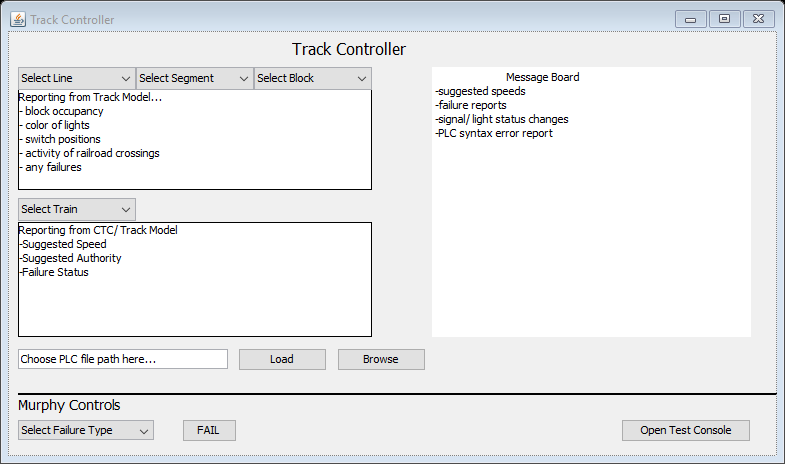 Track Controller
Track Controller
Select Line Select Segment Select Block
Reporting from Track Model...
- block occupancy
- color of lights
- switch positions
- activity of railroad crossings
- any failures
Message Board
-suggested speeds
-failure reports
-signal/ light status changes
-PLC syntax error report
Select Train
Reporting from CTC/ Track Model
-Suggested Speed
-Suggested Authority
-Failure Status
Choose PLC file path here... Load Browse
Murphy Controls
Select Failure Type FAIL Open Test Console